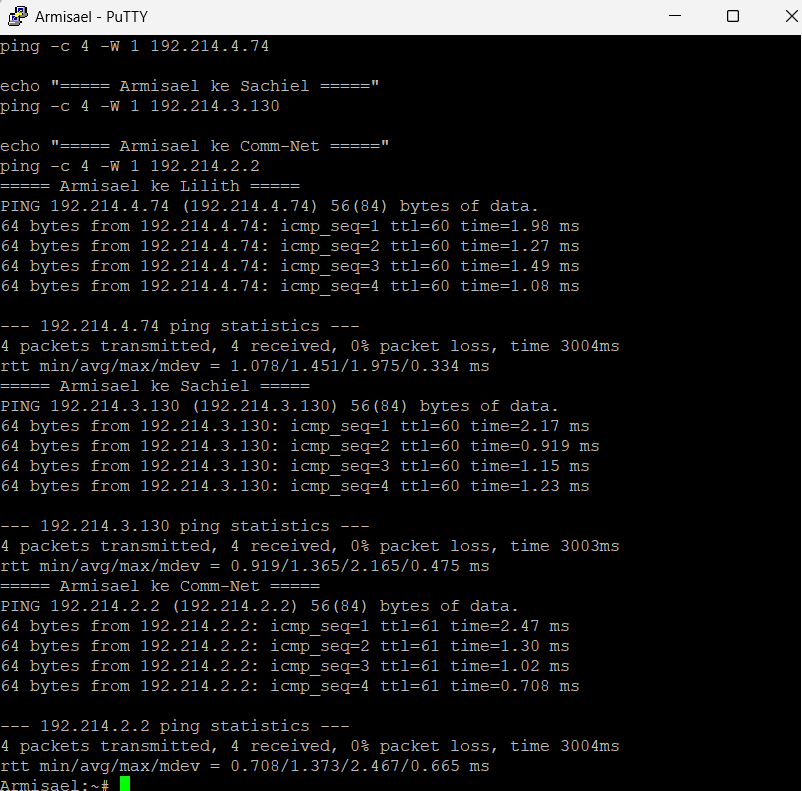 Armisael - PuTTY
ping -c 4 -W 1 192.214.4.74
echo "===== Armisael ke Sachiel ====="
ping -c 4 -W 1 192.214.3.130
echo "===== Armisael ke Comm-Net ====="
ping -c 4 -W 1 192.214.2.2
===== Armisael ke Lilith =====
PING 192.214.4.74 (192.214.4.74) 56(84) bytes of data.
64 bytes from 192.214.4.74: icmp_seq=1 ttl=60 time=1.98 ms
64 bytes from 192.214.4.74: icmp_seq=2 ttl=60 time=1.27 ms
64 bytes from 192.214.4.74: icmp_seq=3 ttl=60 time=1.49 ms
64 bytes from 192.214.4.74: icmp_seq=4 ttl=60 time=1.08 ms
--- 192.214.4.74 ping statistics ---
4 packets transmitted, 4 received, 0% packet loss, time 3004ms
rtt min/avg/max/mdev = 1.078/1.451/1.975/0.334 ms
===== Armisael ke Sachiel =====
PING 192.214.3.130 (192.214.3.130) 56(84) bytes of data.
64 bytes from 192.214.3.130: icmp_seq=1 ttl=60 time=2.17 ms
64 bytes from 192.214.3.130: icmp_seq=2 ttl=60 time=0.919 ms
64 bytes from 192.214.3.130: icmp_seq=3 ttl=60 time=1.15 ms
64 bytes from 192.214.3.130: icmp_seq=4 ttl=60 time=1.23 ms
--- 192.214.3.130 ping statistics ---
4 packets transmitted, 4 received, 0% packet loss, time 3003ms
rtt min/avg/max/mdev = 0.919/1.365/2.165/0.475 ms
===== Armisael ke Comm-Net =====
PING 192.214.2.2 (192.214.2.2) 56(84) bytes of data.
64 bytes from 192.214.2.2: icmp_seq=1 ttl=61 time=2.47 ms
64 bytes from 192.214.2.2: icmp_seq=2 ttl=61 time=1.30 ms
64 bytes from 192.214.2.2: icmp_seq=3 ttl=61 time=1.02 ms
64 bytes from 192.214.2.2: icmp_seq=4 ttl=61 time=0.708 ms
--- 192.214.2.2 ping statistics ---
4 packets transmitted, 4 received, 0% packet loss, time 3004ms
rtt min/avg/max/mdev = 0.708/1.373/2.467/0.665 ms
Armisael:~#